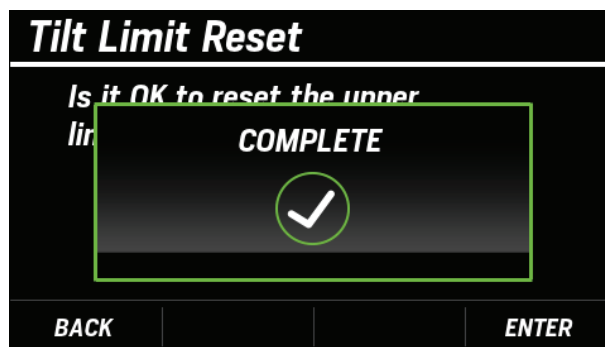 Tilt Limit Reset
Is it OK to reset the upper
COMPLETE
BACK
ENTER